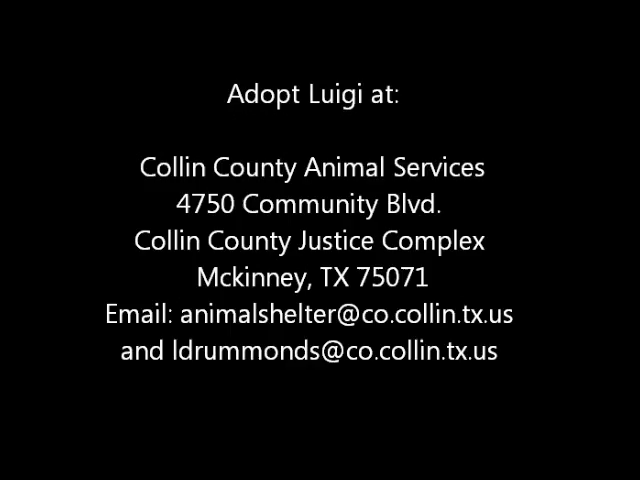 Adopt Luigi at:
Collin County Animal Services
4750 Community Blvd.
Collin County Justice Complex
Mckinney, TX 75071
Email: animalshelter@co.collin.tx.us
and ldrummonds@co.collin.tx.us